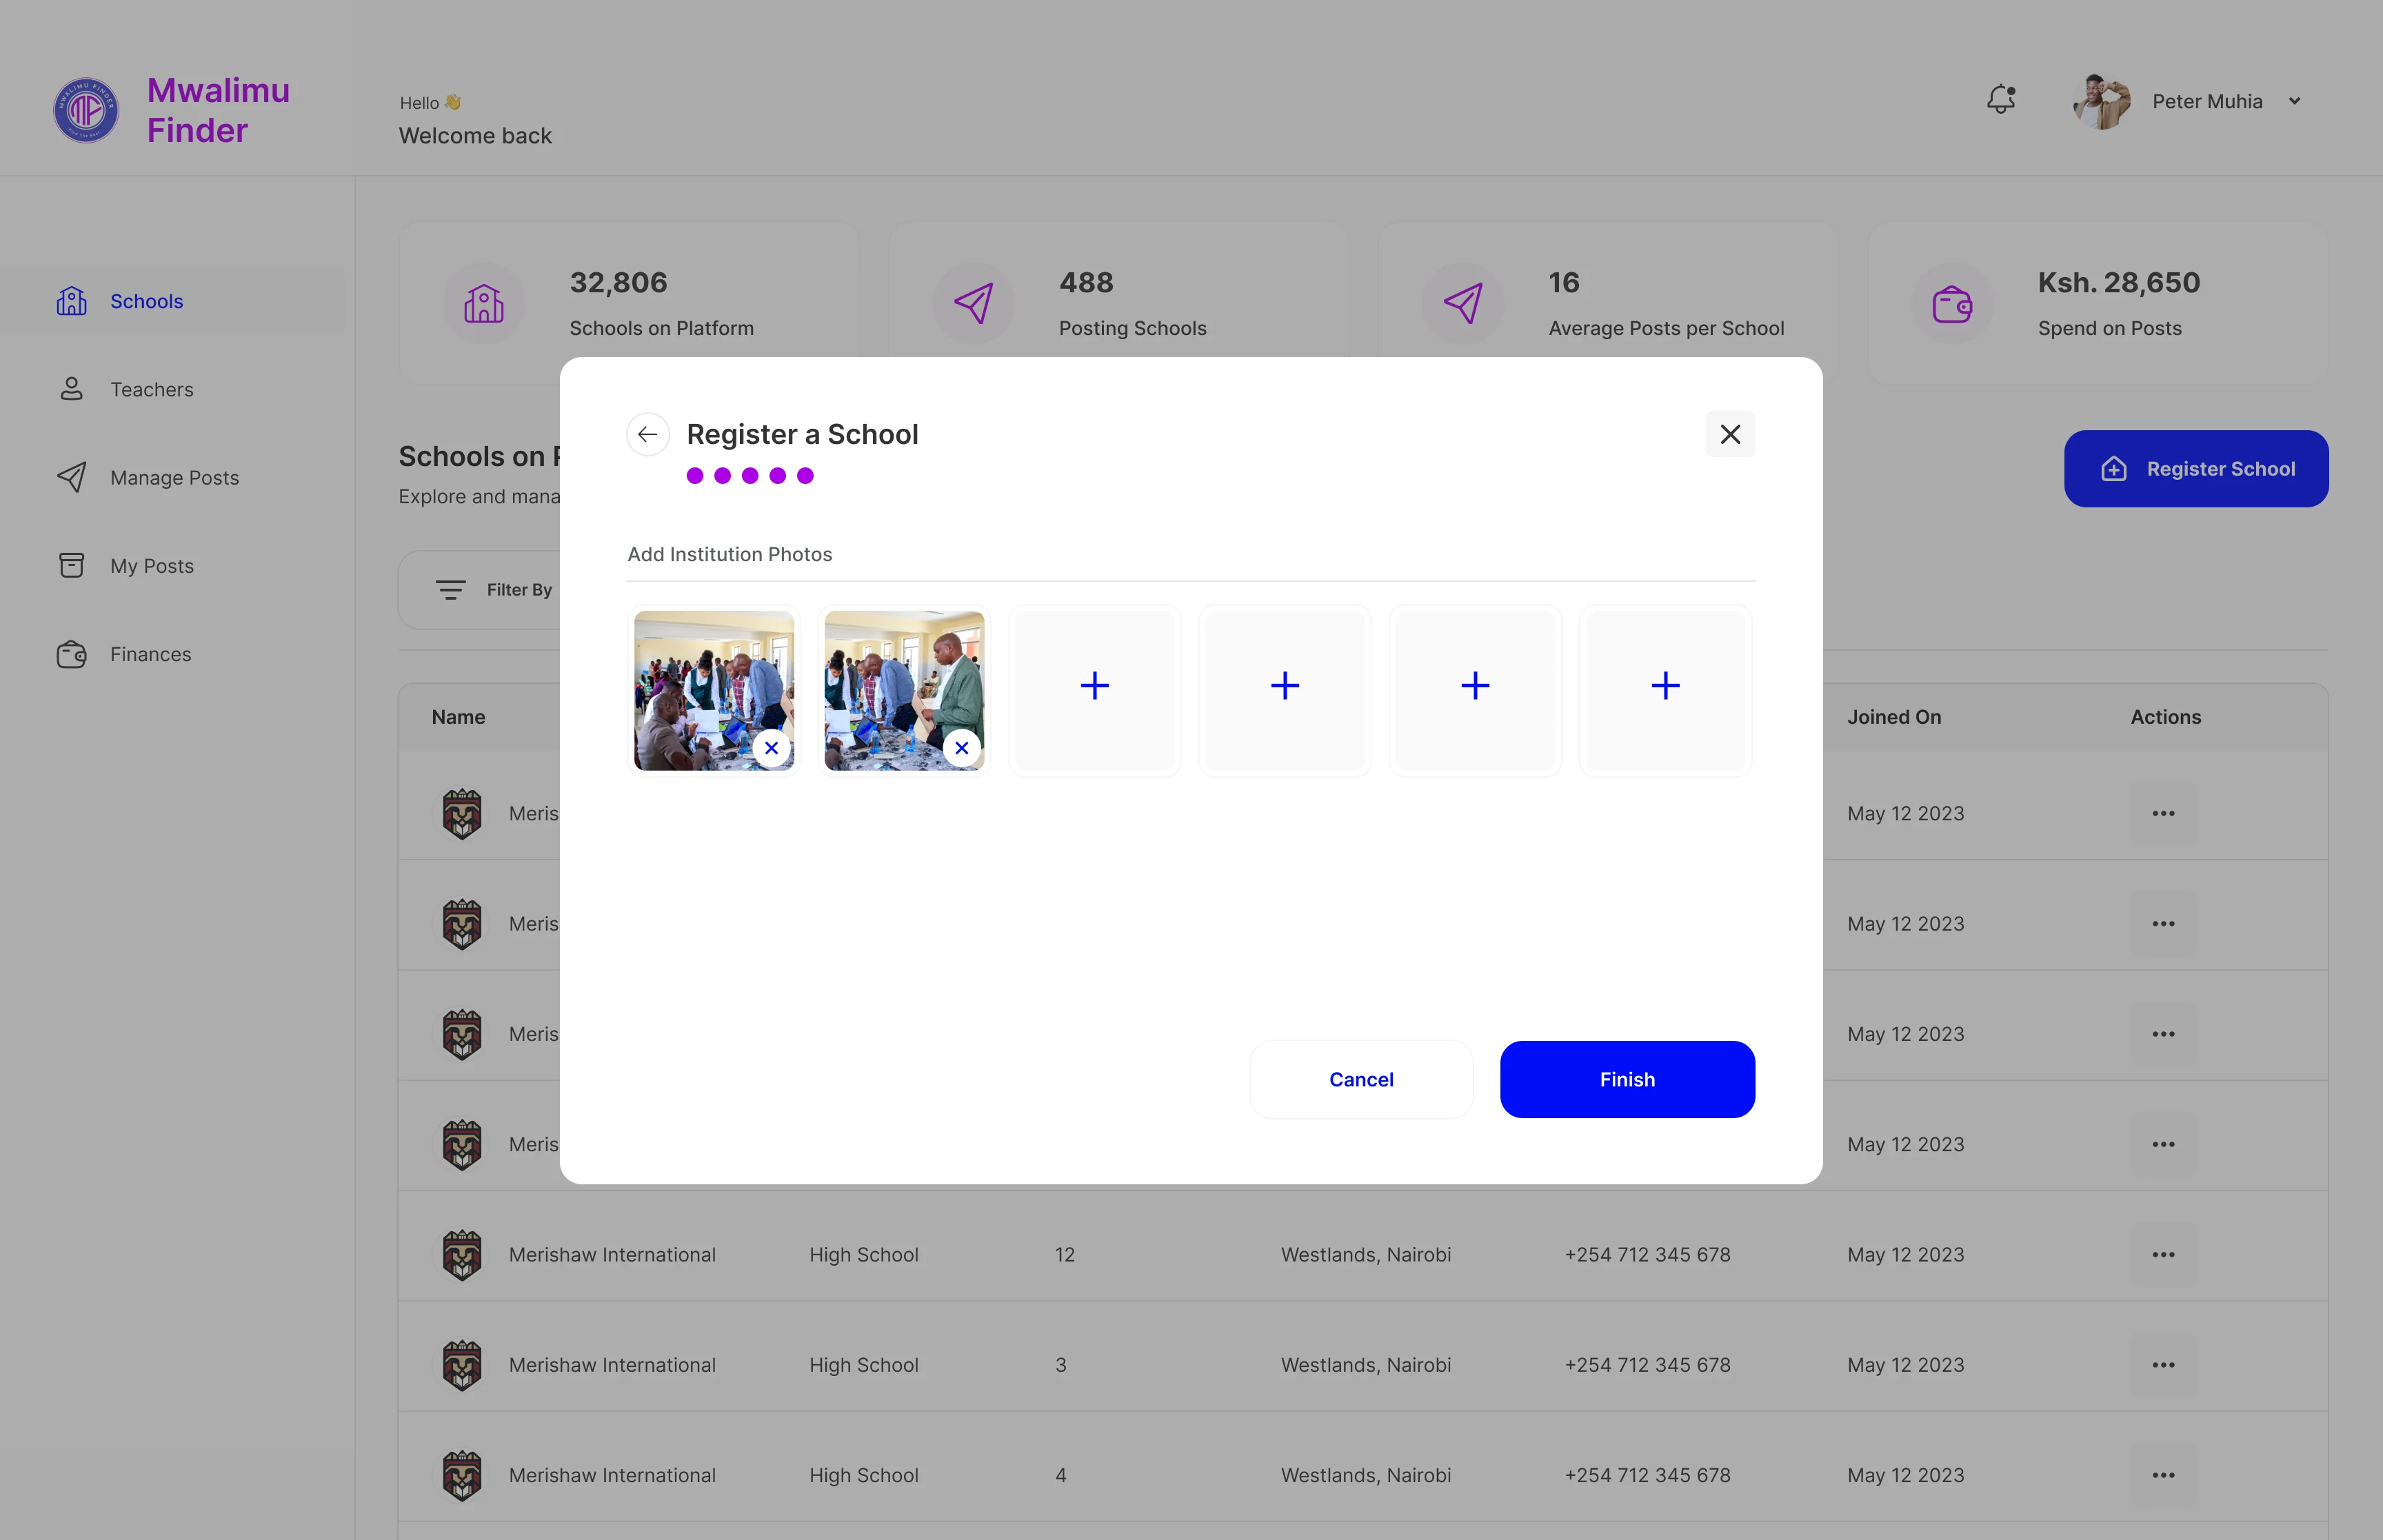 MWALIMU FINDER
Mwalimu
Finder
Hello 👋
Welcome back
Peter Muhia
Schools
Teachers
Manage Posts
My Posts
Finances
32,806
Schools on Platform
488
Posting Schools
16
Average Posts per School
Ksh. 28,650
Spend on Posts
Schools on
Explore and mana
Register School
Filter By
Register a School
Add Institution Photos
Cancel
Finish
Name
Joined On
Actions
Meris
May 12 2023
Meris
May 12 2023
Meris
May 12 2023
Meris
May 12 2023
Merishaw International
High School
12
Westlands, Nairobi
+254 712 345 678
May 12 2023
Merishaw International
High School
3
Westlands, Nairobi
+254 712 345 678
May 12 2023
Merishaw International
High School
4
Westlands, Nairobi
+254 712 345 678
May 12 2023